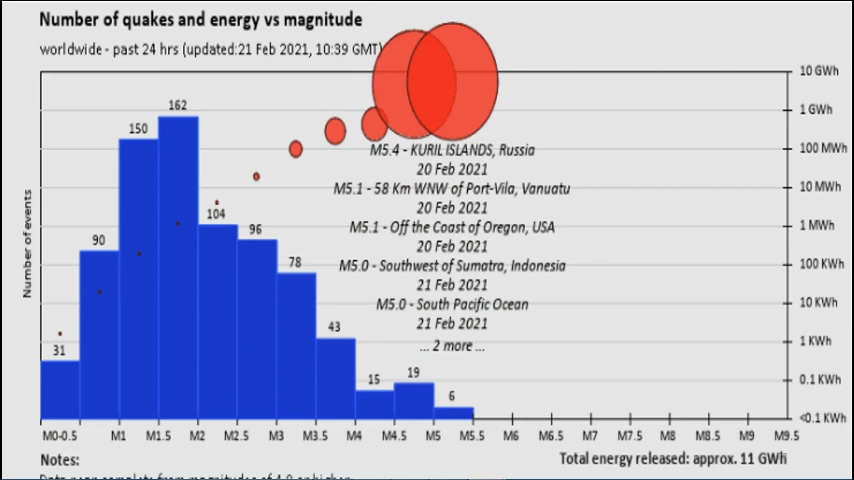 Number of quakes and energy vs magnitude
worldwide - past 24 hrs (updated:21 Feb 2021, 10:39 GMT)
10 GWh
1 GWh
100 MWh
10 MWh
1 MWh
100 KWh
10 KWh
1 KWh
0.1 KWh
<0.1 KWh
Number of events
31
90
150
162
104
96
78
43
15
19
6
M5.4 - KURIL ISLANDS, Russia
20 Feb 2021
M5.1 - 58 Km WNW of Port-Vila, Vanuatu
20 Feb 2021
M5.1 - Off the Coast of Oregon, USA
20 Feb 2021
M5.0 - Southwest of Sumatra, Indonesia
21 Feb 2021
M5.0 - South Pacific Ocean
21 Feb 2021
... 2 more ...
M0-0.5 M1 M1.5 M2 M2.5 M3 M3.5 M4 M4.5 M5 M5.5 M6 M6.5 M7 M7.5 M8 M8.5 M9 M9.5
Notes:
Total energy released: approx. 11 GWh